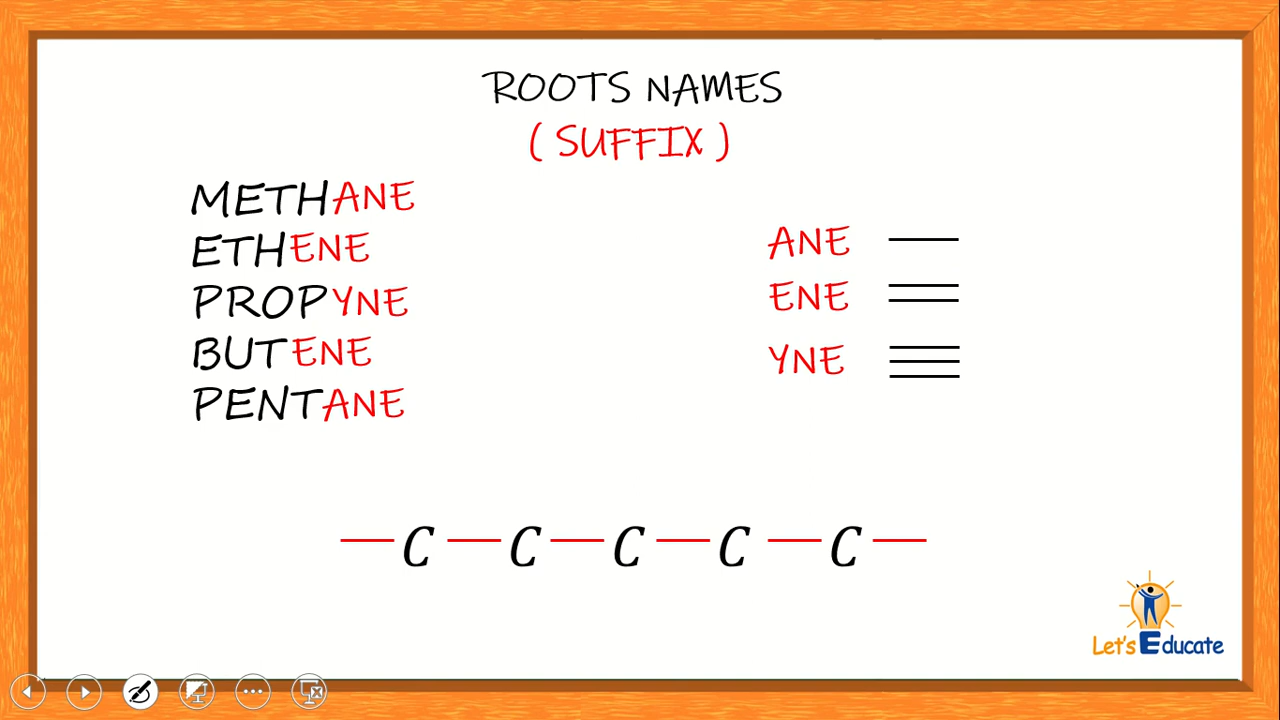 ROOTS NAMES
( SUFFIX )
METHANE
ETHENE
PROPYNE
BUTENE
PENTANE
ANE
ENE
YNE
C C C C C
Let's Educate